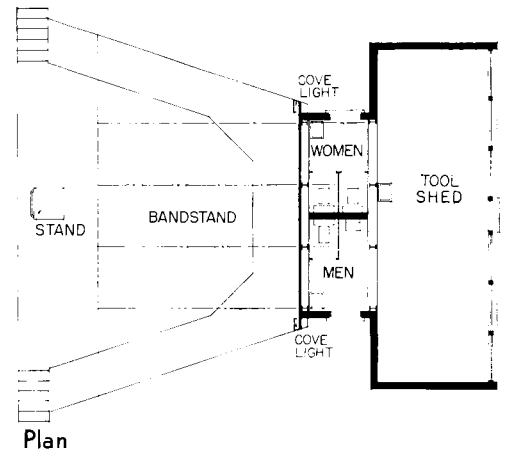 COVE
LIGHT
WOMEN
TOOL
SHED
BANDSTAND
STAND
MEN
COVE
LIGHT
Plan